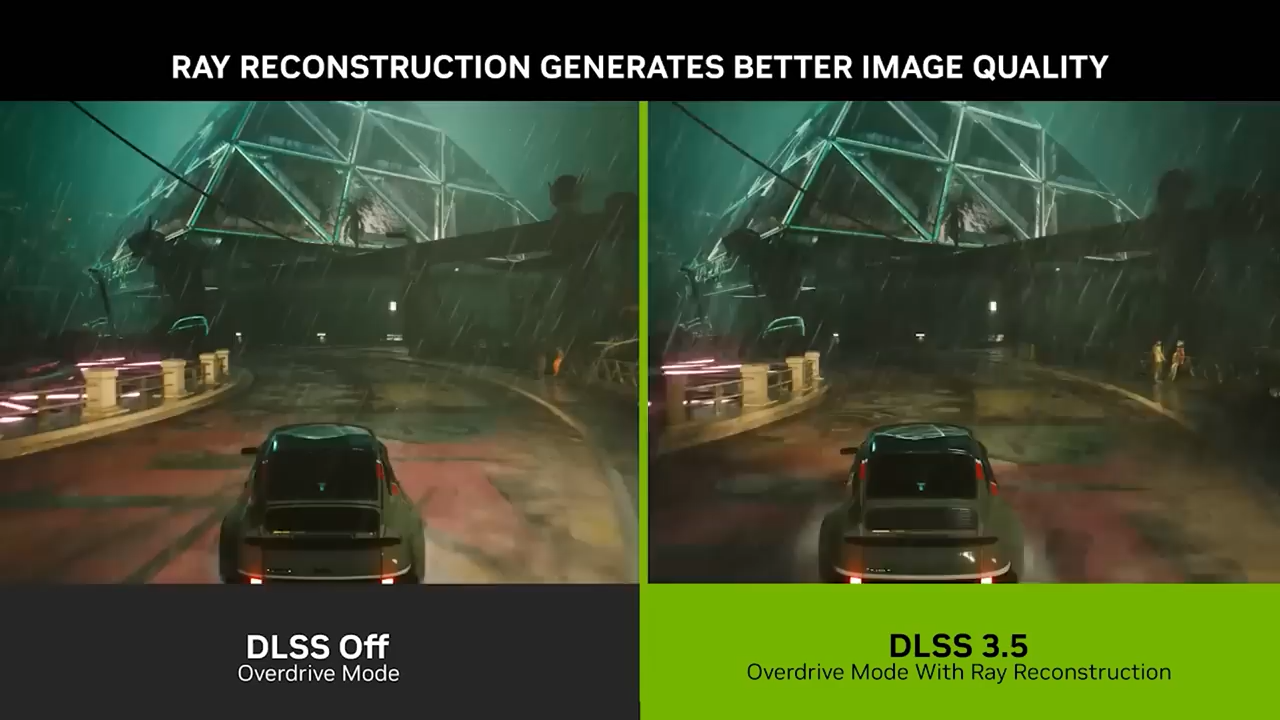 RAY RECONSTRUCTION GENERATES BETTER IMAGE QUALITY
DLSS Off
Overdrive Mode
DLSS 3.5
Overdrive Mode With Ray Reconstruction